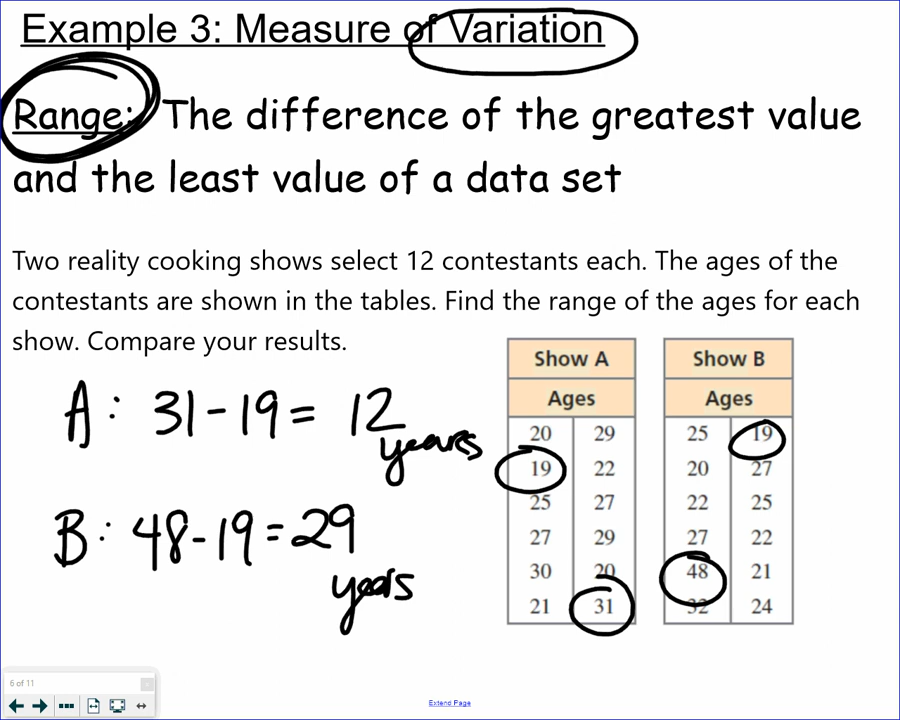 Example 3: Measure of Variation
Range: The difference of the greatest value
and the least value of a data set
Two reality cooking shows select 12 contestants each. The ages of the
contestants are shown in the tables. Find the range of the ages for each
show. Compare your results.
A: 31-19= 12
years
B: 48-19=29
years
Show A
Ages
20 29
19 22
25 27
27 29
30 20
21 31
Show B
Ages
25 19
20 27
22 25
27 22
48 21
32 24
6 of 11
Extend Page